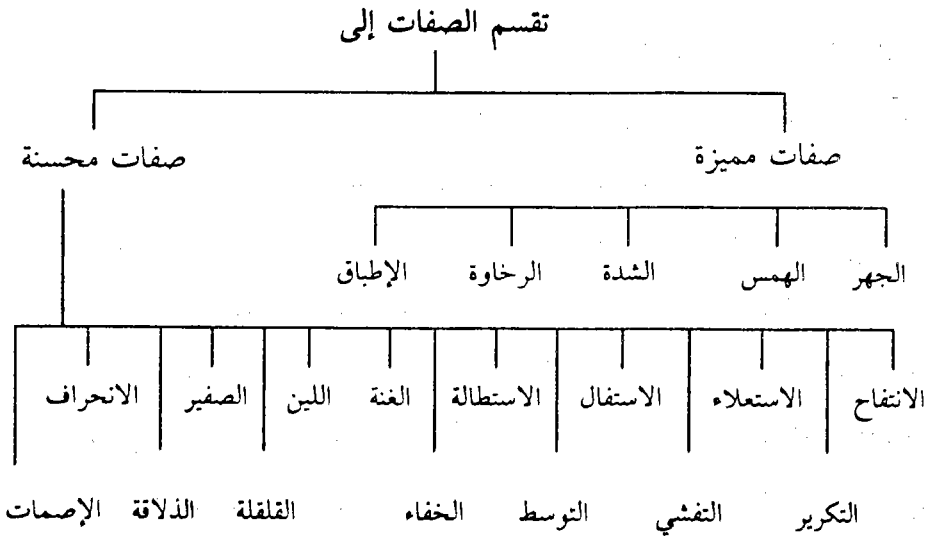 تقسم الصفات إلى
صفات مميزة صفات محسنة
الجهر الهمس الشدة الرخاوة الإطباق
الانتفاح الاستعلاء الاستفال الاستطالة الغنة اللين الصفير الانحراف
التكرير التفشي التوسط الخفاء القلقلة الذلاقة الإصمات